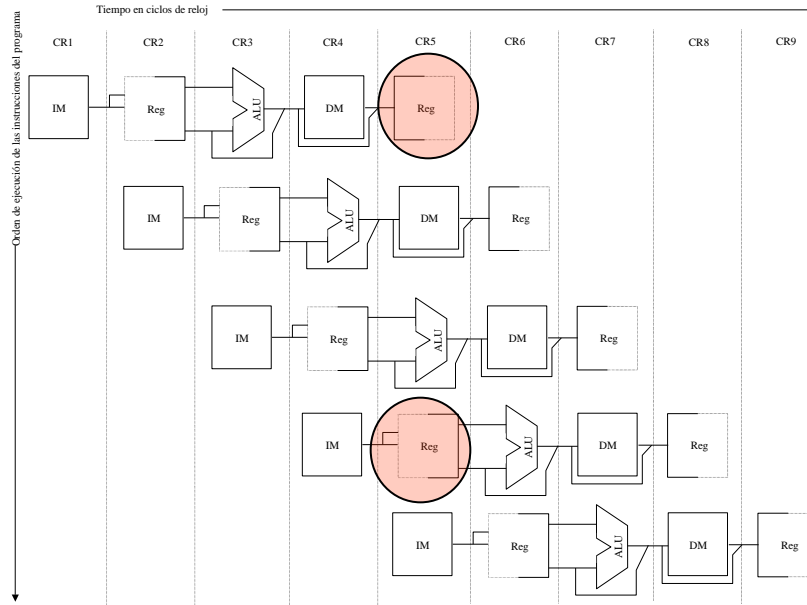 Tiempo en ciclos de reloj
Orden de ejecución de las instrucciones del programa
CR1 CR2 CR3 CR4 CR5 CR6 CR7 CR8 CR9
IM Reg ALU DM Reg
IM Reg ALU DM Reg
IM Reg ALU DM Reg
IM Reg ALU DM Reg
IM Reg ALU DM Reg